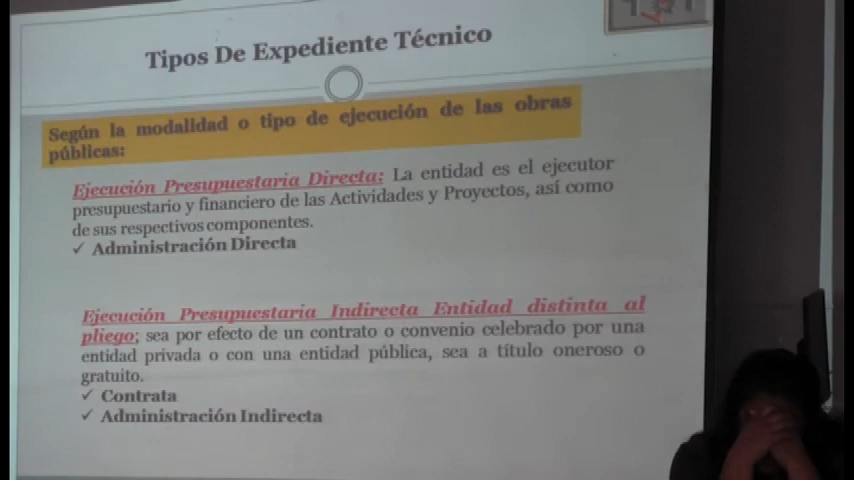 Tipos De Expediente Técnico
Según la modalidad o tipo de ejecución de las obras
públicas:
Ejecución Presupuestaria Directa: La entidad es el ejecutor
presupuestario y financiero de las Actividades y Proyectos, así como
de sus respectivos componentes.
✓ Administración Directa
Ejecución Presupuestaria Indirecta Entidad distinta al
pliego; sea por efecto de un contrato o convenio celebrado por una
entidad privada o con una entidad pública, sea a título oneroso o
gratuito.
✓ Contrata
✓ Administración Indirecta